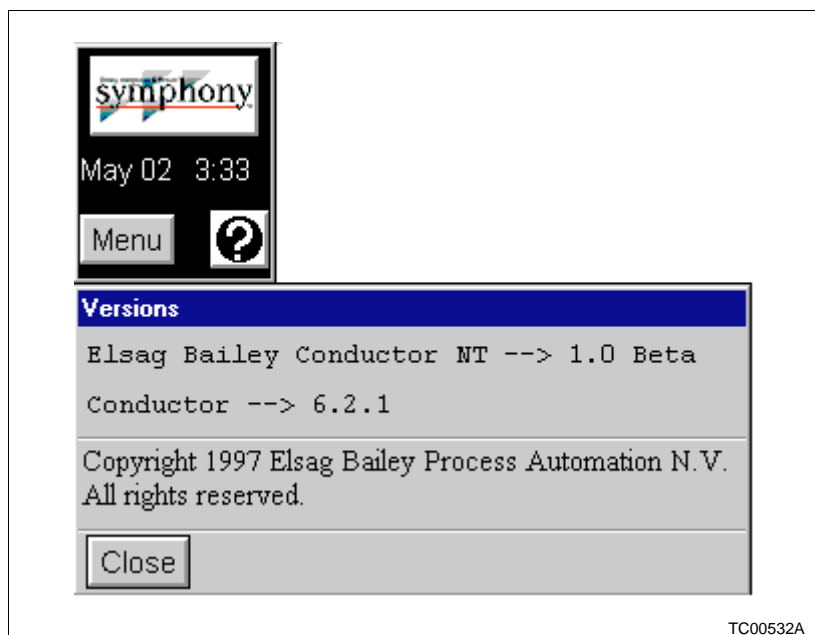 symphony
May 02 3:33
Menu ?
Versions
Elsag Bailey Conductor NT --> 1.0 Beta
Conductor --> 6.2.1
Copyright 1997 Elsag Bailey Process Automation N.V.
All rights reserved.
Close
TC00532A